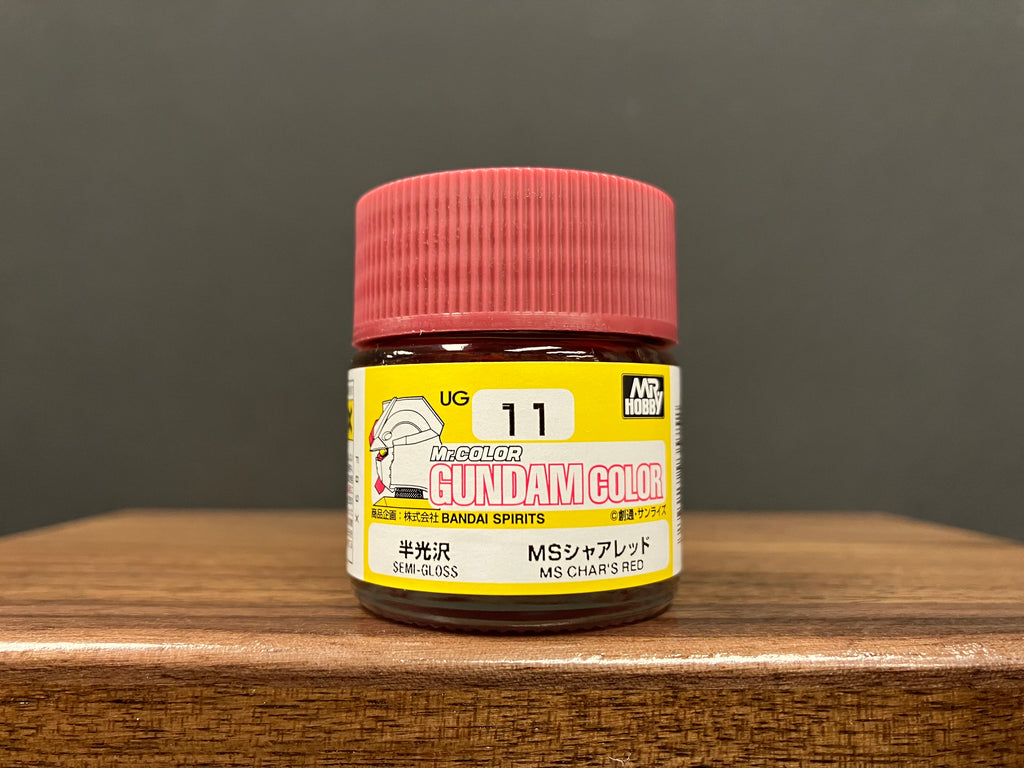 UG 11
MR HOBBY
Mr.COLOR
GUNDAM COLOR
商品企画：株式会社 BANDAI SPIRITS ©創通・サンライズ
半光沢 MSシャアレッド
SEMI-GLOSS MS CHAR'S RED